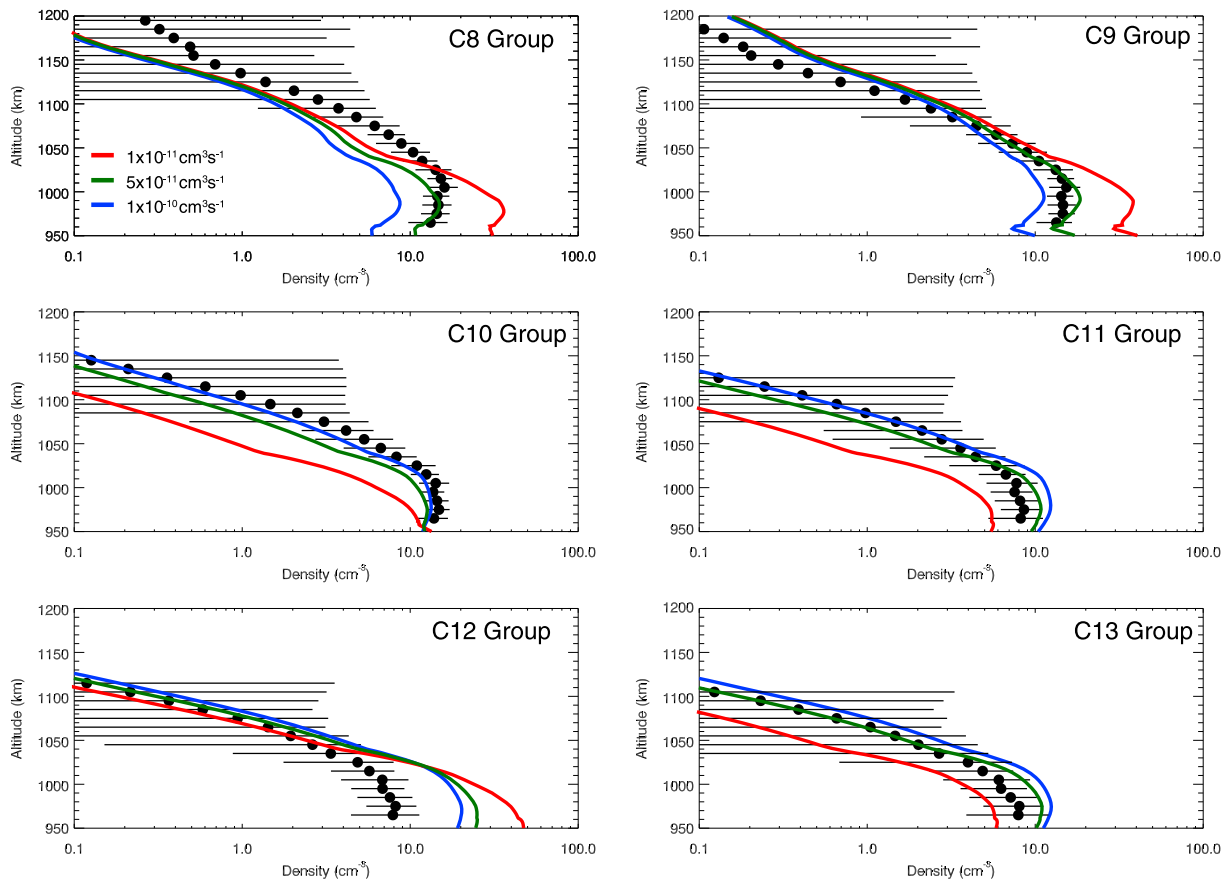 C8 Group
1200
1150
1100
1050
1000
950
Altitude (km)
1x10⁻¹¹cm³s⁻¹
5x10⁻¹¹cm³s⁻¹
1x10⁻¹⁰cm³s⁻¹
0.1 1.0 10.0 100.0
Density (cm⁻³)
C9 Group
1200
1150
1100
1050
1000
950
Altitude (km)
0.1 1.0 10.0 100.0
Density (cm⁻³)
C10 Group
1200
1150
1100
1050
1000
950
Altitude (km)
0.1 1.0 10.0 100.0
Density (cm⁻³)
C11 Group
1200
1150
1100
1050
1000
950
Altitude (km)
0.1 1.0 10.0 100.0
Density (cm⁻³)
C12 Group
1200
1150
1100
1050
1000
950
Altitude (km)
0.1 1.0 10.0 100.0
Density (cm⁻³)
C13 Group
1200
1150
1100
1050
1000
950
Altitude (km)
0.1 1.0 10.0 100.0
Density (cm⁻³)